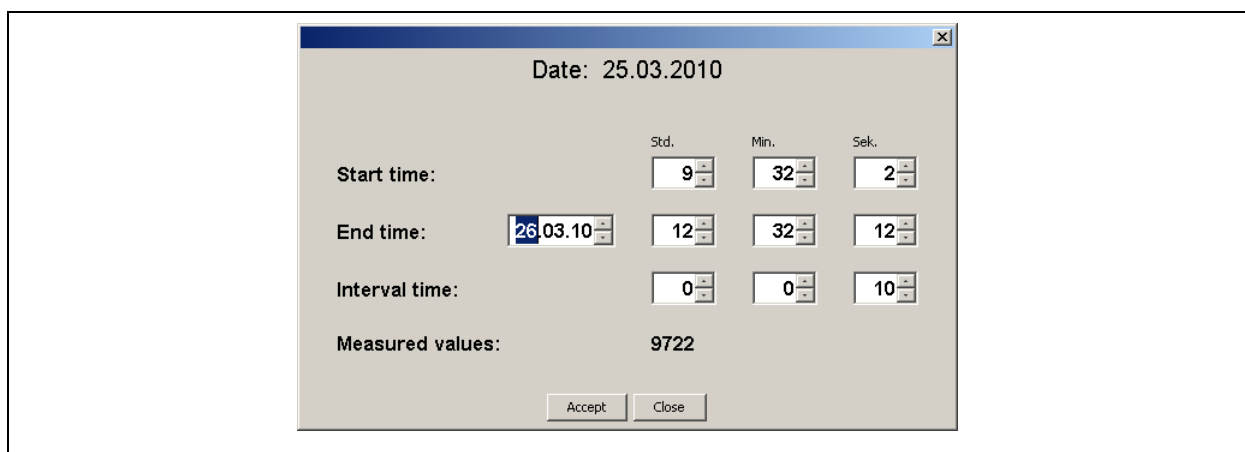 Date: 25.03.2010
Std. Min. Sek.
Start time: 9 32 2
End time: 26.03.10 12 32 12
Interval time: 0 0 10
Measured values: 9722
Accept Close